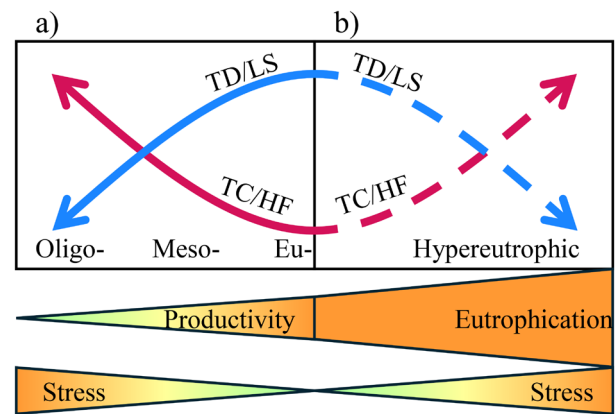 a)
b)
TD/LS
TD/LS
TC/HF
TC/HF
Oligo-
Meso-
Eu-
Hypereutrophic
Productivity
Eutrophication
Stress
Stress